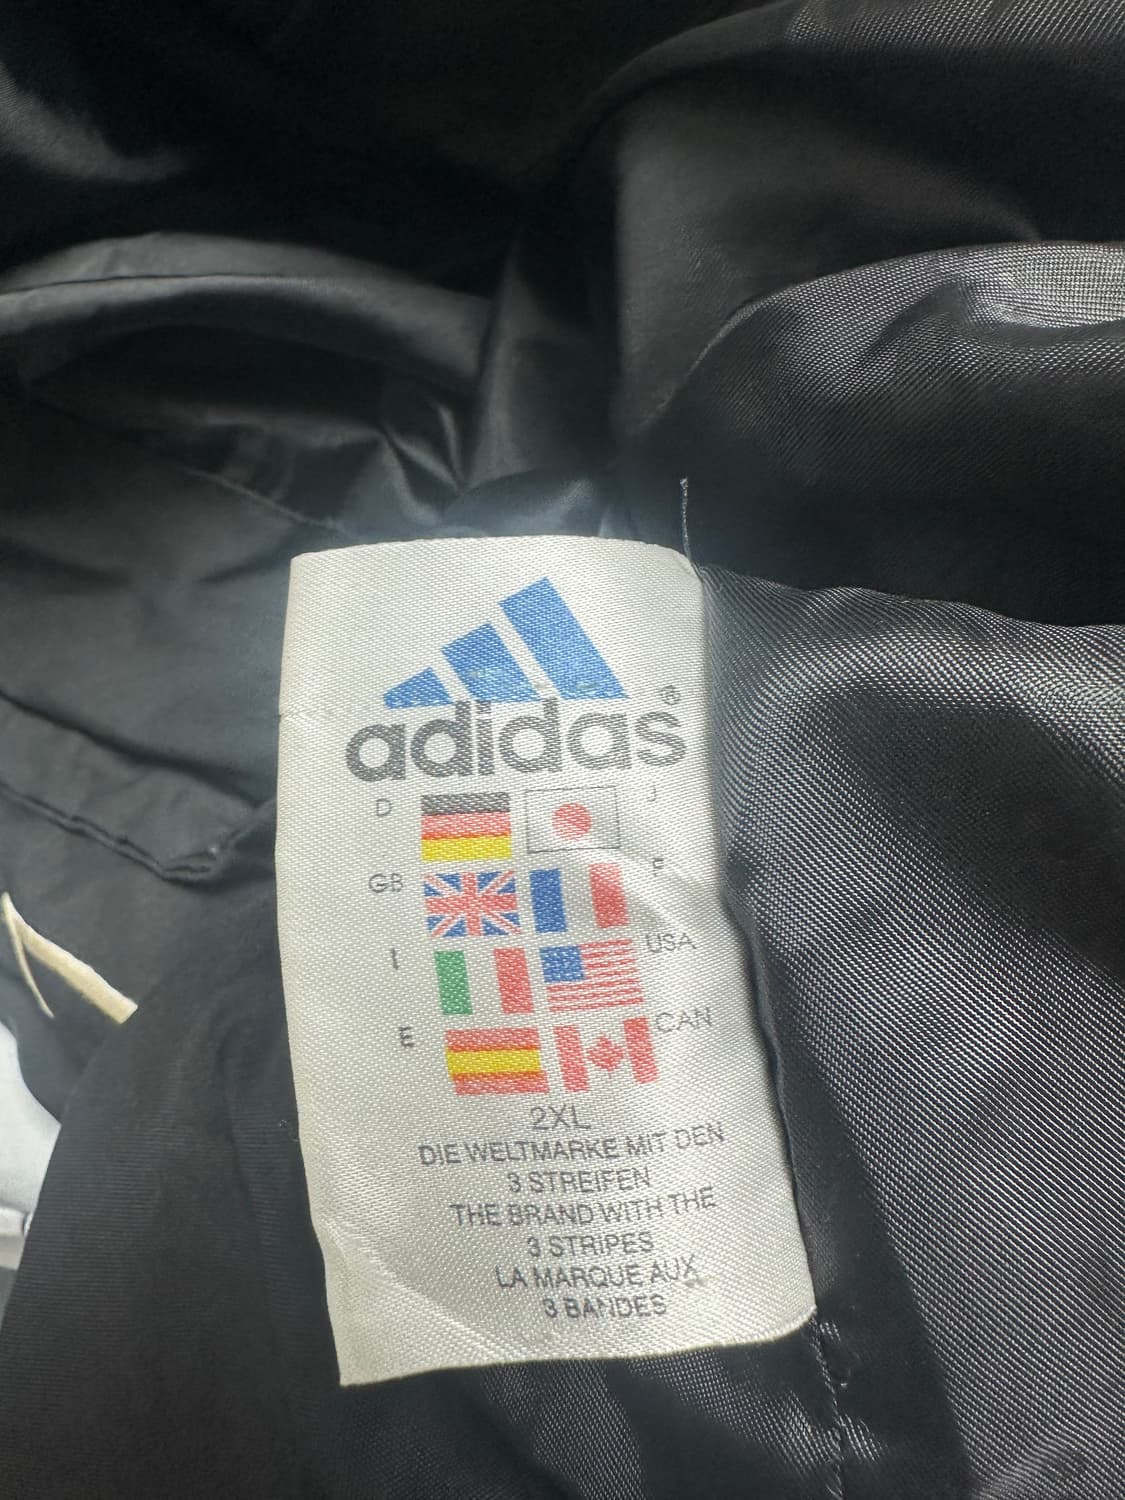 adidas®
D J
GB F
I USA
E CAN
2XL
DIE WELTMARKE MIT DEN
3 STREIFEN
THE BRAND WITH THE
3 STRIPES
LA MARQUE AUX
3 BANDES